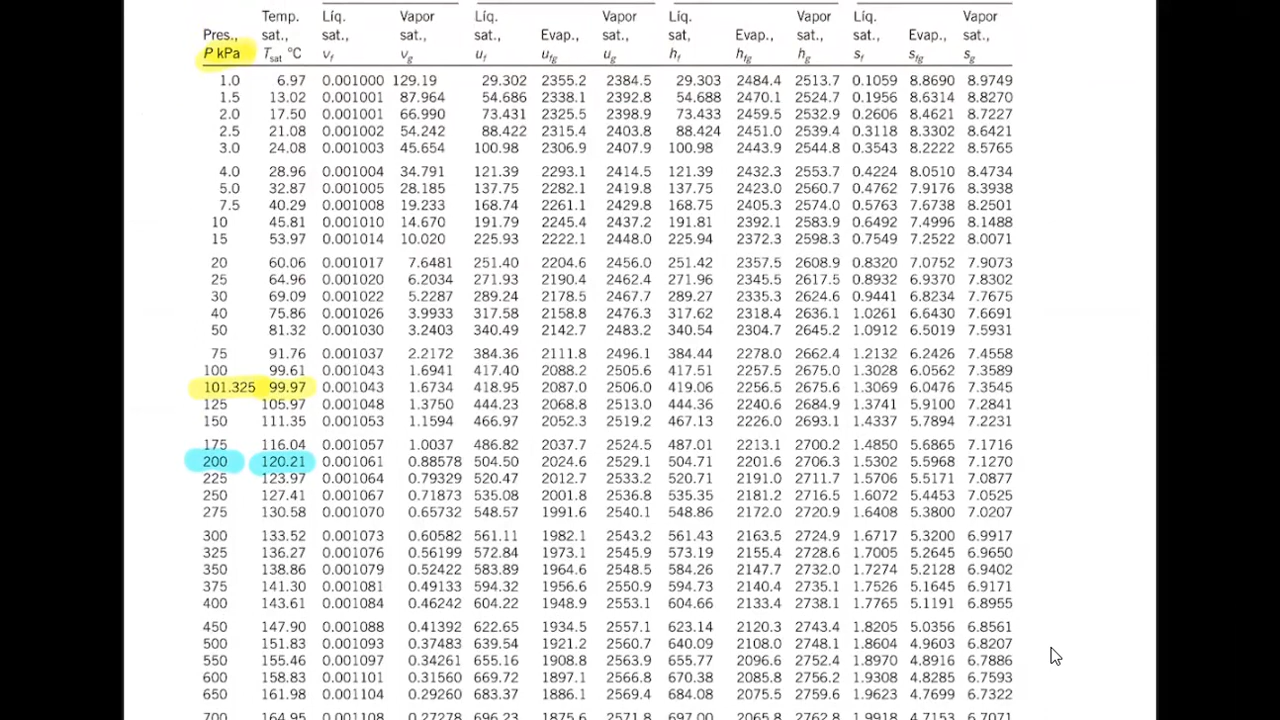 Temp. Líq. Vapor Líq. Vapor Líq. Vapor Líq. Vapor
Pres., sat., sat., sat., sat., Evap., sat., sat., Evap., sat., sat., Evap., sat.,
P kPa Tsat °C vf vg uf ufg ug hf hfg hg sf sfg sg
1.0 6.97 0.001000 129.19 29.302 2355.2 2384.5 29.303 2484.4 2513.7 0.1059 8.8690 8.9749
1.5 13.02 0.001001 87.964 54.686 2338.1 2392.8 54.688 2470.1 2524.7 0.1956 8.6314 8.8270
2.0 17.50 0.001001 66.990 73.431 2325.5 2398.9 73.433 2459.5 2532.9 0.2606 8.4621 8.7227
2.5 21.08 0.001002 54.242 88.422 2315.4 2403.8 88.424 2451.0 2539.4 0.3118 8.3302 8.6421
3.0 24.08 0.001003 45.654 100.98 2306.9 2407.9 100.98 2443.9 2544.8 0.3543 8.2222 8.5765
4.0 28.96 0.001004 34.791 121.39 2293.1 2414.5 121.39 2432.3 2553.7 0.4224 8.0510 8.4734
5.0 32.87 0.001005 28.185 137.75 2282.1 2419.8 137.75 2423.0 2560.7 0.4762 7.9176 8.3938
7.5 40.29 0.001008 19.233 168.74 2261.1 2429.8 168.75 2405.3 2574.0 0.5763 7.6738 8.2501
10 45.81 0.001010 14.670 191.79 2245.4 2437.2 191.81 2392.1 2583.9 0.6492 7.4996 8.1488
15 53.97 0.001014 10.020 225.93 2222.1 2448.0 225.94 2372.3 2598.3 0.7549 7.2522 8.0071
20 60.06 0.001017 7.6481 251.40 2204.6 2456.0 251.42 2357.5 2608.9 0.8320 7.0752 7.9073
25 64.96 0.001020 6.2034 271.93 2190.4 2462.4 271.96 2345.5 2617.5 0.8932 6.9370 7.8302
30 69.09 0.001022 5.2287 289.24 2178.5 2467.7 289.27 2335.3 2624.6 0.9441 6.8234 7.7675
40 75.86 0.001026 3.9933 317.58 2158.8 2476.3 317.62 2318.4 2636.1 1.0261 6.6430 7.6691
50 81.32 0.001030 3.2403 340.49 2142.7 2483.2 340.54 2304.7 2645.2 1.0912 6.5019 7.5931
75 91.76 0.001037 2.2172 384.36 2111.8 2496.1 384.44 2278.0 2662.4 1.2132 6.2426 7.4558
100 99.61 0.001043 1.6941 417.40 2088.2 2505.6 417.51 2257.5 2675.0 1.3028 6.0562 7.3589
101.325 99.97 0.001043 1.6734 418.95 2087.0 2506.0 419.06 2256.5 2675.6 1.3069 6.0476 7.3545
125 105.97 0.001048 1.3750 444.23 2068.8 2513.0 444.36 2240.6 2684.9 1.3741 5.9100 7.2841
150 111.35 0.001053 1.1594 466.97 2052.3 2519.2 467.13 2226.0 2693.1 1.4337 5.7894 7.2231
175 116.04 0.001057 1.0037 486.82 2037.7 2524.5 487.01 2213.1 2700.2 1.4850 5.6865 7.1716
200 120.21 0.001061 0.88578 504.50 2024.6 2529.1 504.71 2201.6 2706.3 1.5302 5.5968 7.1270
225 123.97 0.001064 0.79329 520.47 2012.7 2533.2 520.71 2191.0 2711.7 1.5706 5.5171 7.0877
250 127.41 0.001067 0.71873 535.08 2001.8 2536.8 535.35 2181.2 2716.5 1.6072 5.4453 7.0525
275 130.58 0.001070 0.65732 548.57 1991.6 2540.1 548.86 2172.0 2720.9 1.6408 5.3800 7.0207
300 133.52 0.001073 0.60582 561.11 1982.1 2543.2 561.43 2163.5 2724.9 1.6717 5.3200 6.9917
325 136.27 0.001076 0.56199 572.84 1973.1 2545.9 573.19 2155.4 2728.6 1.7005 5.2645 6.9650
350 138.86 0.001079 0.52422 583.89 1964.6 2548.5 584.26 2147.7 2732.0 1.7274 5.2128 6.9402
375 141.30 0.001081 0.49133 594.32 1956.6 2550.9 594.73 2140.4 2735.1 1.7526 5.1645 6.9171
400 143.61 0.001084 0.46242 604.22 1948.9 2553.1 604.66 2133.4 2738.1 1.7765 5.1191 6.8955
450 147.90 0.001088 0.41392 622.65 1934.5 2557.1 623.14 2120.3 2743.4 1.8205 5.0356 6.8561
500 151.83 0.001093 0.37483 639.54 1921.2 2560.7 640.09 2108.0 2748.1 1.8604 4.9603 6.8207
550 155.46 0.001097 0.34261 655.16 1908.8 2563.9 655.77 2096.6 2752.4 1.8970 4.8916 6.7886
600 158.83 0.001101 0.31560 669.72 1897.1 2566.8 670.38 2085.8 2756.2 1.9308 4.8285 6.7593
650 161.98 0.001104 0.29260 683.37 1886.1 2569.4 684.08 2075.5 2759.6 1.9623 4.7699 6.7322
700 164.95 0.001108 0.27278 696.23 1875.6 2571.8 697.00 2065.8 2762.8 1.9918 4.7153 6.7071